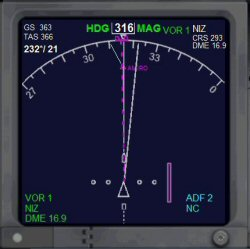 GS 363
TAS 366
232°/ 21
HDG 316 MAG
VOR 1
NIZ
CRS 293
DME 16.9
27
30
33
0
VOR 1
NIZ
DME 16.9
ADF 2
NC